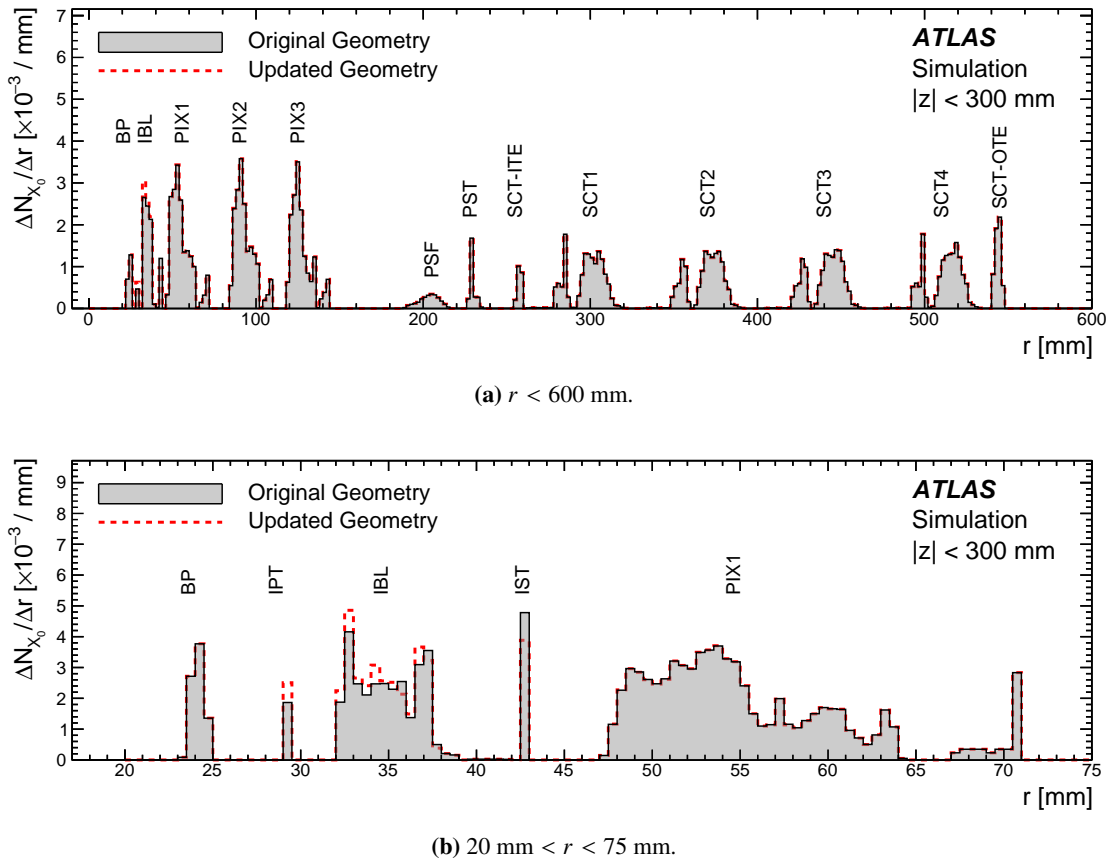 ΔN_X₀/Δr [×10⁻³ / mm]
7
6
5
4
3
2
1
0
Original Geometry
Updated Geometry
ATLAS
Simulation
|z| < 300 mm
BP
IBL
PIX1
PIX2
PIX3
PSF
PST
SCT-ITE
SCT1
SCT2
SCT3
SCT4
SCT-OTE
0 100 200 300 400 500 600
r [mm]
(a) r < 600 mm.
ΔN_X₀/Δr [×10⁻³ / mm]
9
8
7
6
5
4
3
2
1
0
Original Geometry
Updated Geometry
ATLAS
Simulation
|z| < 300 mm
BP
IPT
IBL
IST
PIX1
20 25 30 35 40 45 50 55 60 65 70 75
r [mm]
(b) 20 mm < r < 75 mm.